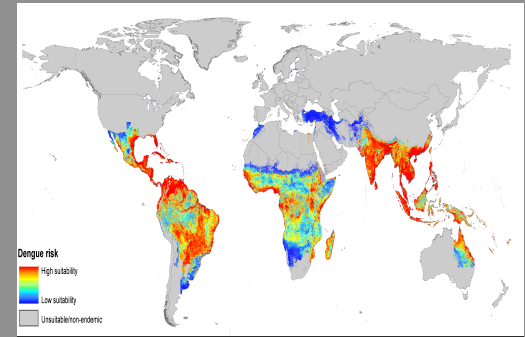 Dengue risk
High suitability
Low suitability
Unsuitable/non-endemic